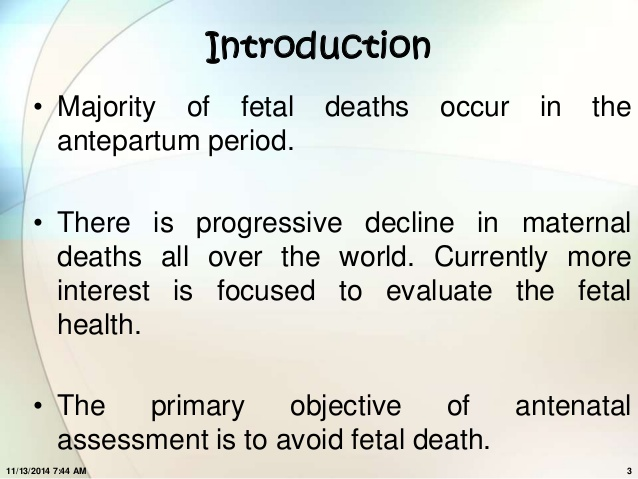 Introduction
• Majority of fetal deaths occur in the
antepartum period.
• There is progressive decline in maternal
deaths all over the world. Currently more
interest is focused to evaluate the fetal
health.
• The primary objective of antenatal
assessment is to avoid fetal death.
11/13/2014 7:44 AM 3